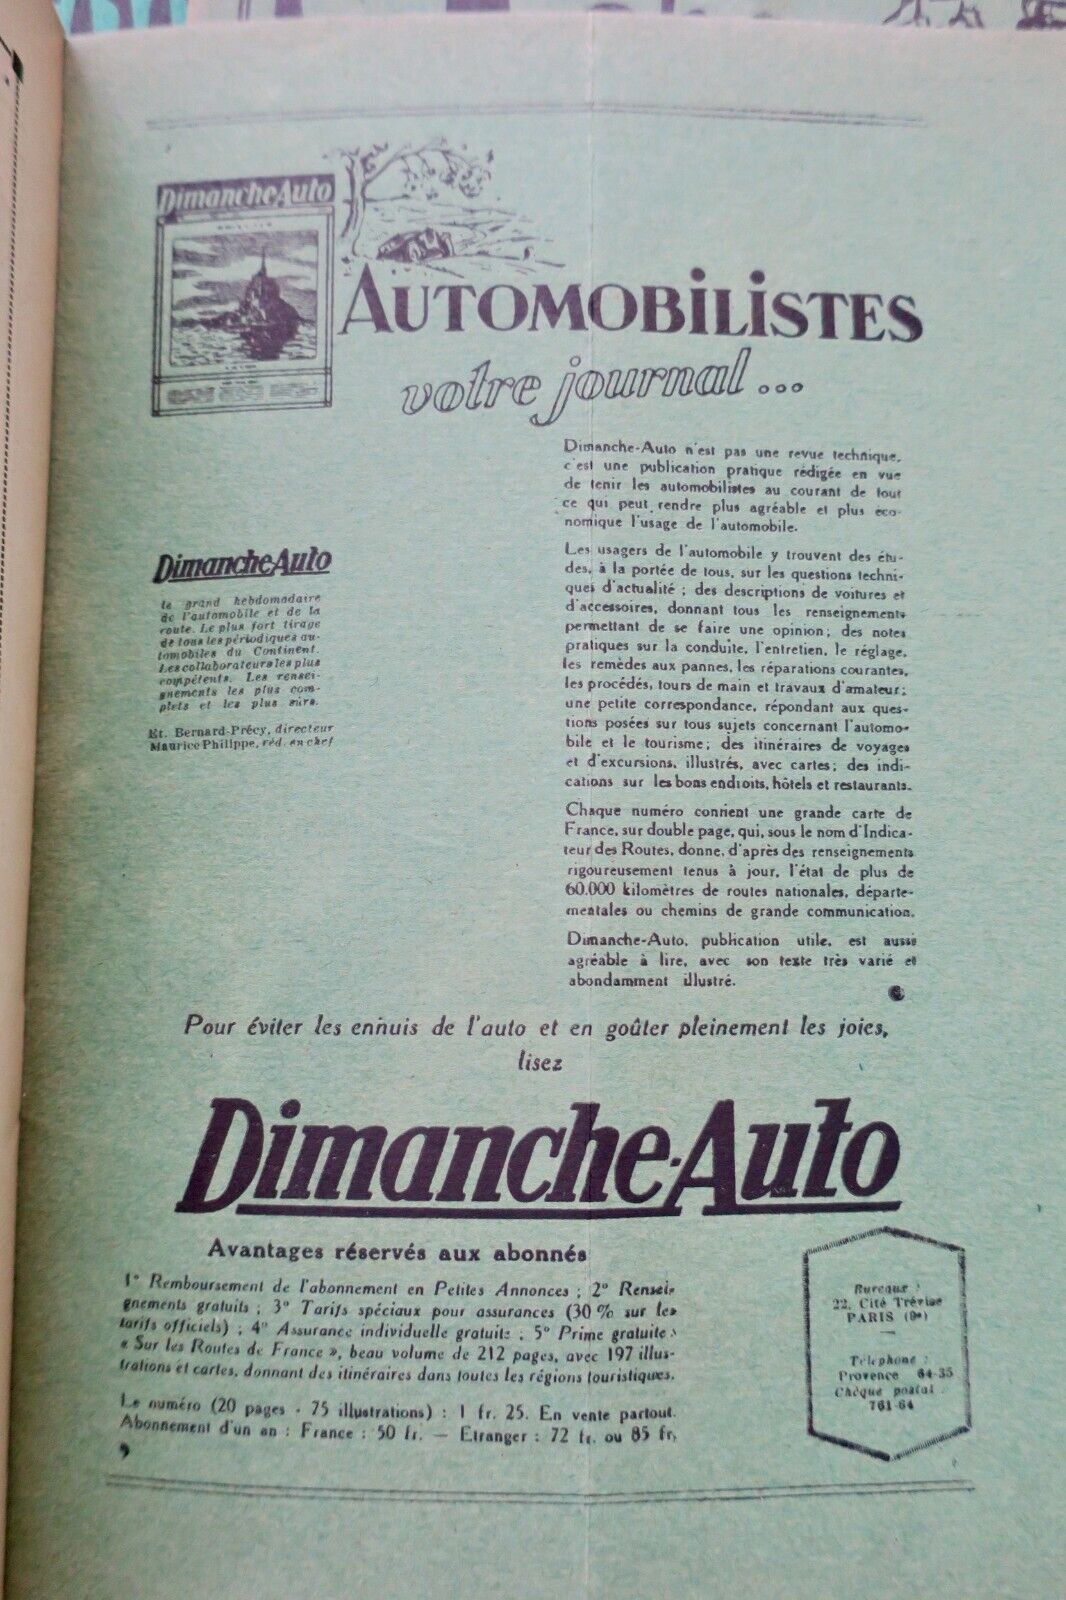 Dimanche-Auto
AUTOMOBILISTES
votre journal...
Dimanche-Auto n'est pas une revue technique,
c'est une publication pratique rédigée en vue
de tenir les automobilistes au courant de tout
ce qui peut rendre plus agréable et plus éco-
nomique l'usage de l'automobile.
Les usagers de l'automobile y trouvent des étu-
des, à la portée de tous, sur les questions techni-
ques d'actualité ; des descriptions de voitures et
d'accessoires, donnant tous les renseignements
permettant de se faire une opinion ; des notes
pratiques sur la conduite, l'entretien, le réglage,
les remèdes aux pannes, les réparations courantes,
les procédés, tours de main et travaux d'amateur ;
une petite correspondance, répondant aux ques-
tions posées sur tous sujets concernant l'automo-
bile et le tourisme ; des itinéraires de voyages
et d'excursions, illustrés, avec cartes ; des indi-
cations sur les bons endroits, hôtels et restaurants.
Chaque numéro contient une grande carte de
France, sur double page, qui, sous le nom d'Indica-
teur des Routes, donne, d'après des renseignements
rigoureusement tenus à jour, l'état de plus de
60.000 kilomètres de routes nationales, départe-
mentales ou chemins de grande communication.
Dimanche-Auto, publication utile, est aussi
agréable à lire, avec son texte très varié et
abondamment illustré.
Dimanche-Auto
le grand hebdomadaire
de l'automobile et de la
route. Le plus fort tirage
de tous les périodiques au-
tomobiles du Continent.
Les collaborateurs les plus
compétents. Les rensei-
gnements les plus com-
plets et les plus sûrs.
Et. Bernard-Précy, directeur
Maurice Philippe, réd. en chef
Pour éviter les ennuis de l'auto et en goûter pleinement les joies,
lisez
Dimanche-Auto
Avantages réservés aux abonnés
1° Remboursement de l'abonnement en Petites Annonces ; 2° Rensei-
gnements gratuits ; 3° Tarifs spéciaux pour assurances (30 % sur les
tarifs officiels) ; 4° Assurance individuelle gratuite ; 5° Prime gratuite :
« Sur les Routes de France », beau volume de 212 pages, avec 197 illus-
trations et cartes, donnant des itinéraires dans toutes les régions touristiques.
Le numéro (20 pages - 75 illustrations) : 1 fr. 25. En vente partout.
Abonnement d'un an : France : 50 fr. — Etranger : 72 fr. ou 85 fr.
Bureaux :
22, Cité Trévise
PARIS (9e)
Téléphone :
Provence 64-35
Chèque postal :
761-64